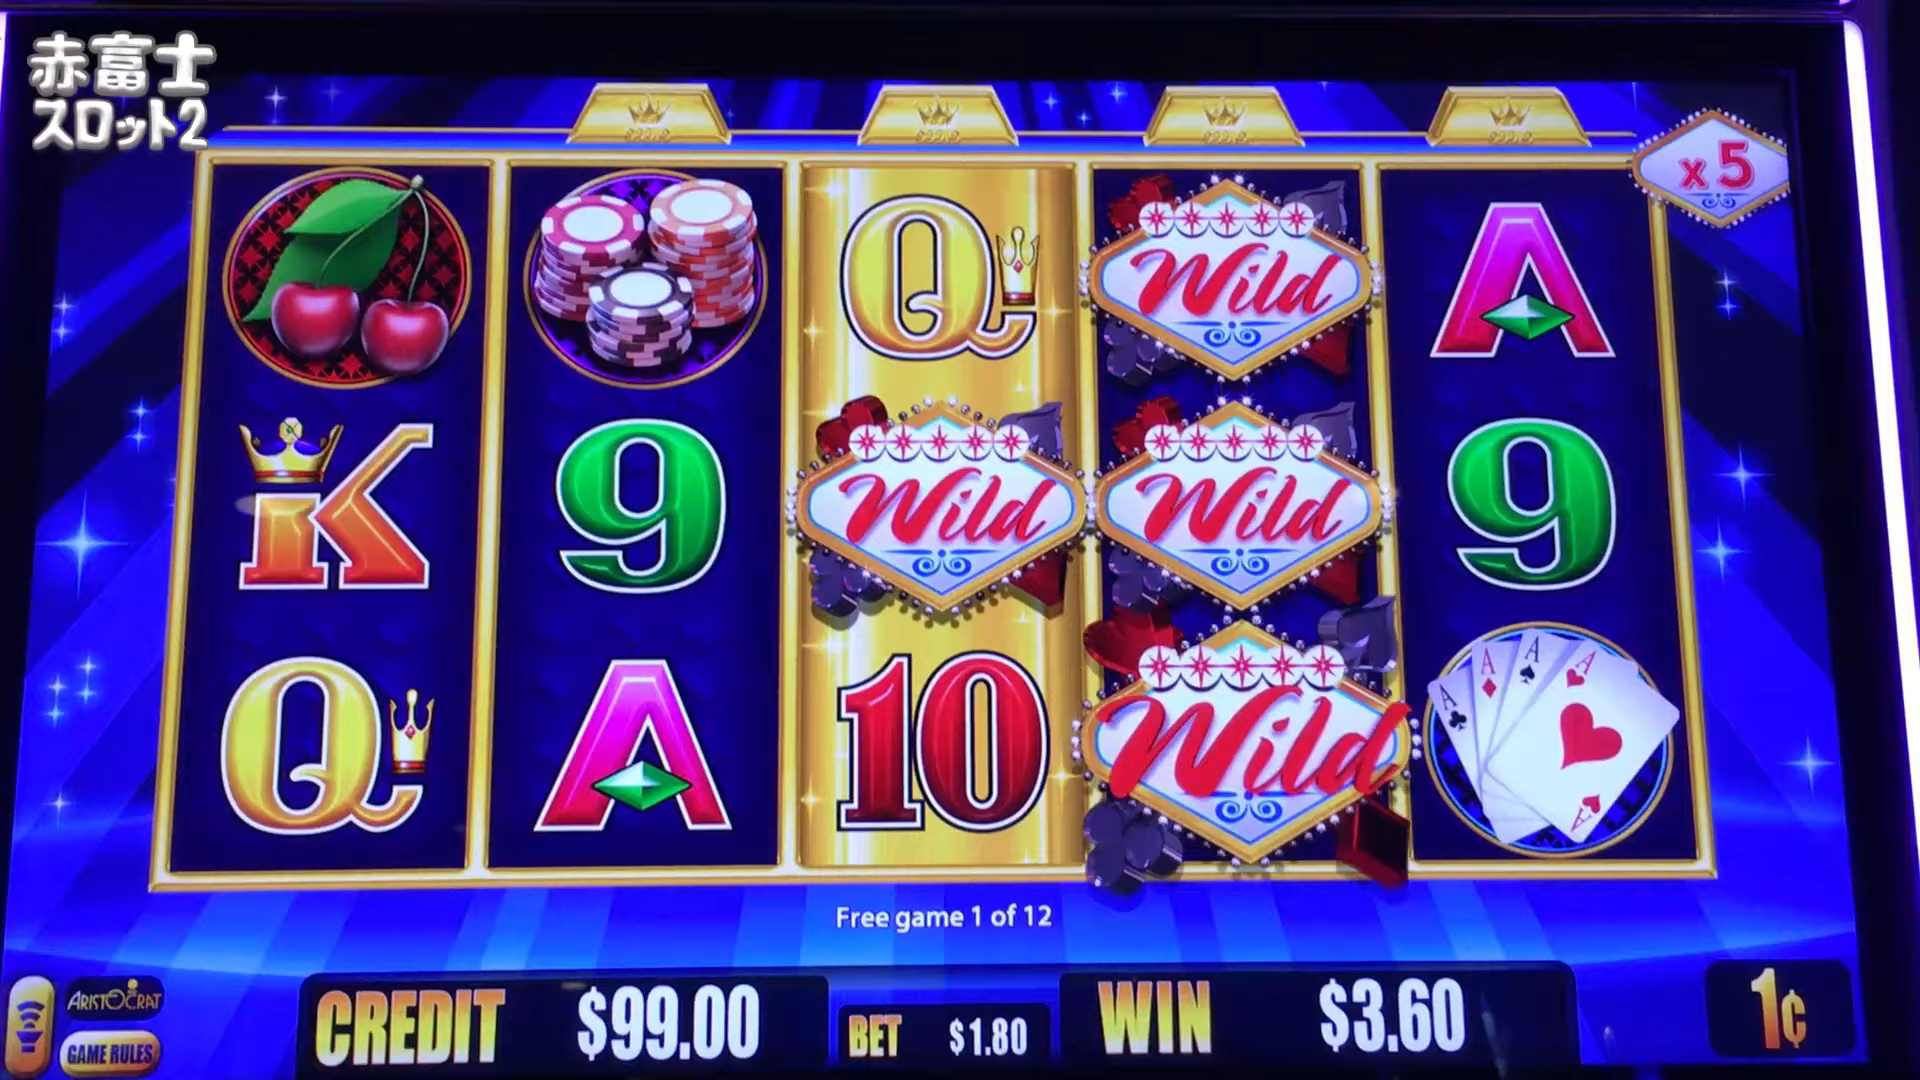 赤富士
スロット2
x5
Q
Wild
A
K
9
Wild
Wild
9
Q
A
10
Wild
A
A
A
A
Free game 1 of 12
ARISTOCRAT
GAME RULES
CREDIT $99.00
BET $1.80
WIN $3.60
1¢